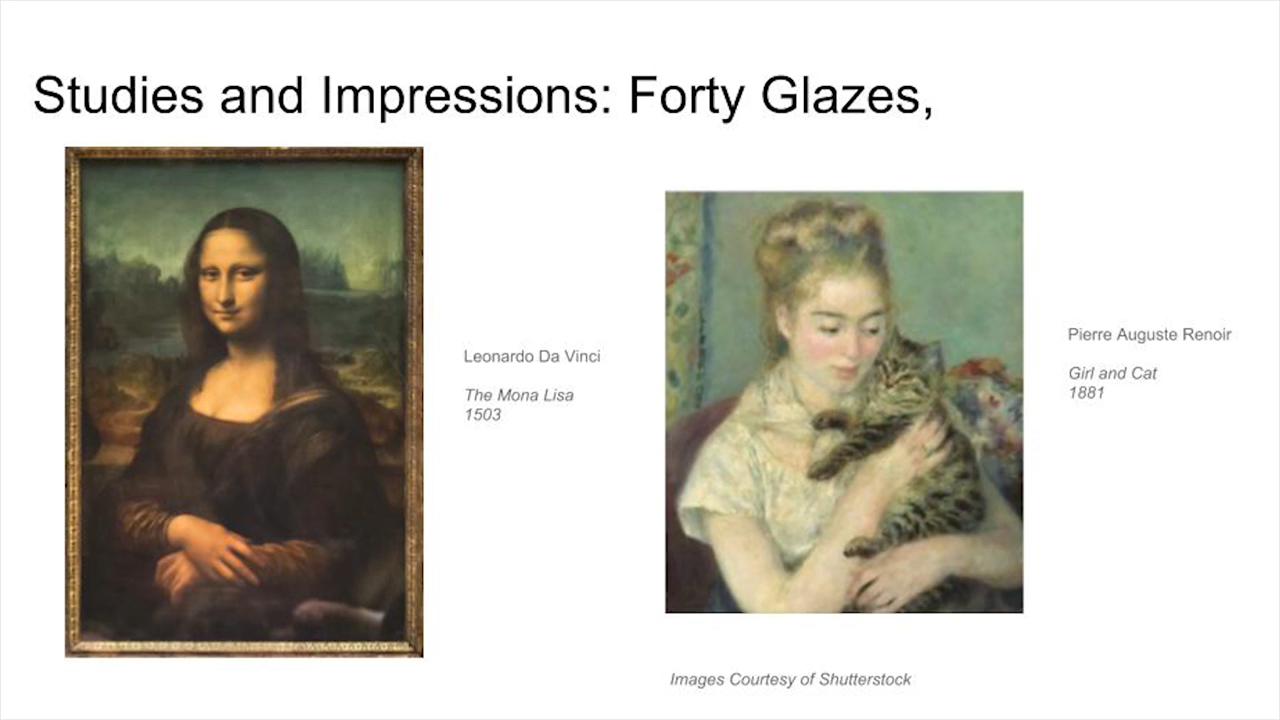 Studies and Impressions: Forty Glazes,
Leonardo Da Vinci
The Mona Lisa
1503
Pierre Auguste Renoir
Girl and Cat
1881
Images Courtesy of Shutterstock